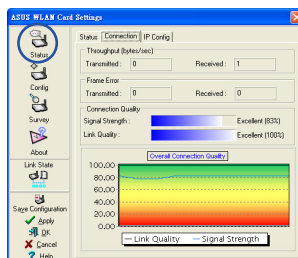 ASUS WLAN Card Settings
Status
Config
Survey
About
Link State
Save Configuration
Apply
OK
Cancel
Help
Status Connection IP Config
Throughput (bytes/sec)
Transmitted : 0 Received : 1
Frame Error
Transmitted : 0 Received : 0
Connection Quality
Signal Strength : Excellent (83%)
Link Quality : Excellent (100%)
Overall Connection Quality
100.00
80.00
60.00
40.00
20.00
0.00
Link Quality Signal Strength